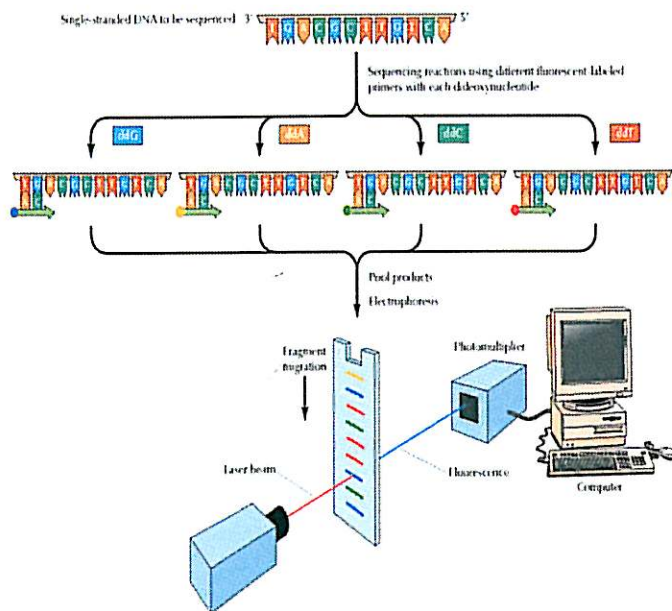 Single-stranded DNA to be sequenced 3' 5'
T G A C G C
Sequencing reactions using different fluorescent-labeled
primers with each dideoxynucleotide
ddG ddA ddC ddT
Pool products
Electrophoresis
Fragment
migration
Photomultiplier
Laser beam
Fluorescence
Computer